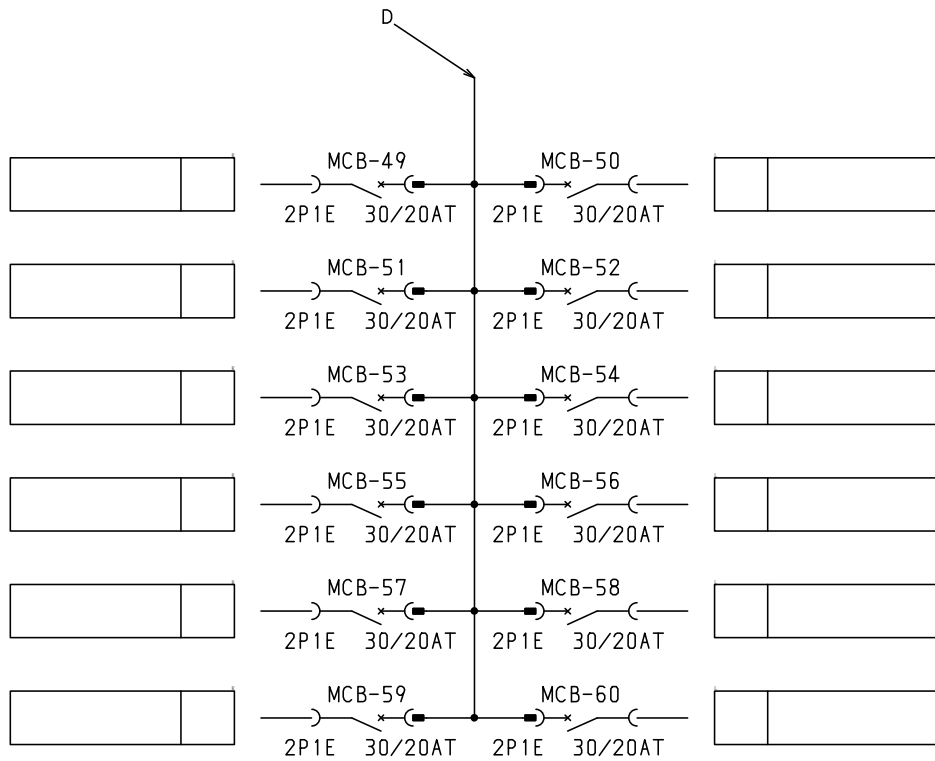 D
MCB-49 MCB-50
2P1E 30/20AT 2P1E 30/20AT
MCB-51 MCB-52
2P1E 30/20AT 2P1E 30/20AT
MCB-53 MCB-54
2P1E 30/20AT 2P1E 30/20AT
MCB-55 MCB-56
2P1E 30/20AT 2P1E 30/20AT
MCB-57 MCB-58
2P1E 30/20AT 2P1E 30/20AT
MCB-59 MCB-60
2P1E 30/20AT 2P1E 30/20AT